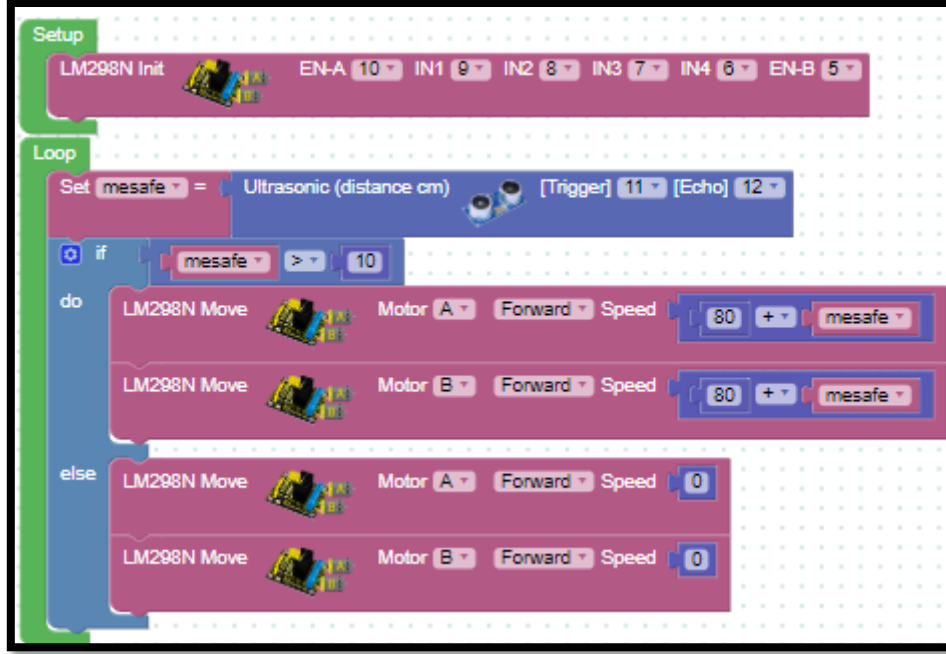 Setup
LM298N Init EN-A 10 IN1 9 IN2 8 IN3 7 IN4 6 EN-B 5
Loop
Set mesafe = Ultrasonic (distance cm) [Trigger] 11 [Echo] 12
if mesafe > 10
do LM298N Move Motor A Forward Speed 80 + mesafe
LM298N Move Motor B Forward Speed 80 + mesafe
else LM298N Move Motor A Forward Speed 0
LM298N Move Motor B Forward Speed 0